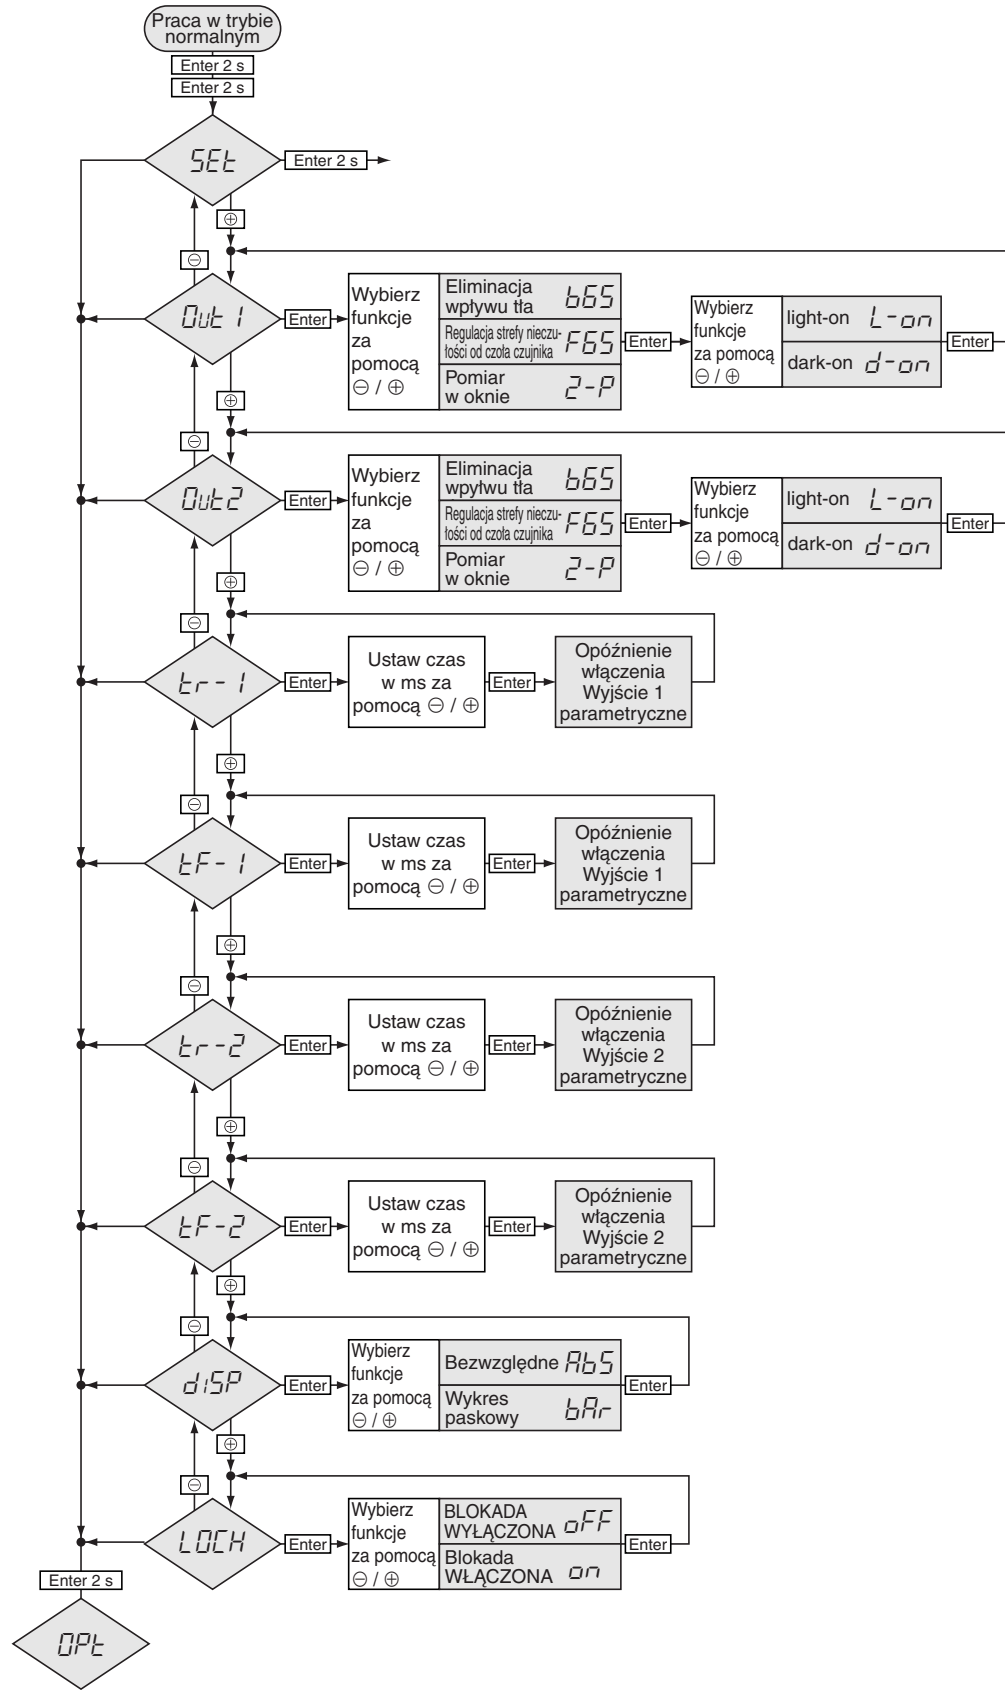 Praca w trybie
normalnym
Enter 2 s
Enter 2 s
SEt
Enter 2 s
⊕
⊖
Out 1
Enter
Wybierz
funkcje
za
pomocą
⊖ / ⊕
Eliminacja
wpływu tła
bGS
Regulacja strefy nieczu-
łości od czoła czujnika
FGS
Pomiar
w oknie
2-P
Enter
Wybierz
funkcje
za pomocą
⊖ / ⊕
light-on L-on
dark-on d-on
Enter
⊕
⊖
Out2
Enter
Wybierz
funkcje
za
pomocą
⊖ / ⊕
Eliminacja
wpyłwu tła
bGS
Regulacja strefy nieczu-
łości od czoła czujnika
FGS
Pomiar
w oknie
2-P
Enter
Wybierz
funkcje
za pomocą
⊖ / ⊕
light-on L-on
dark-on d-on
Enter
⊕
⊖
tr-1
Enter
Ustaw czas
w ms za
pomocą ⊖ / ⊕
Enter
Opóźnienie
włączenia
Wyjście 1
parametryczne
⊕
⊖
tF-1
Enter
Ustaw czas
w ms za
pomocą ⊖ / ⊕
Enter
Opóźnienie
włączenia
Wyjście 1
parametryczne
⊕
⊖
tr-2
Enter
Ustaw czas
w ms za
pomocą ⊖ / ⊕
Enter
Opóźnienie
włączenia
Wyjście 2
parametryczne
⊕
⊖
tF-2
Enter
Ustaw czas
w ms za
pomocą ⊖ / ⊕
Enter
Opóźnienie
włączenia
Wyjście 2
parametryczne
⊕
⊖
diSP
Enter
Wybierz
funkcje
za pomocą
⊖ / ⊕
Bezwzględne AbS
Wykres
paskowy
bAr
Enter
⊕
⊖
LOCH
Enter
Wybierz
funkcje
za pomocą
⊖ / ⊕
BLOKADA
WYŁĄCZONA
oFF
Blokada
WŁĄCZONA
on
Enter
Enter 2 s
OPt